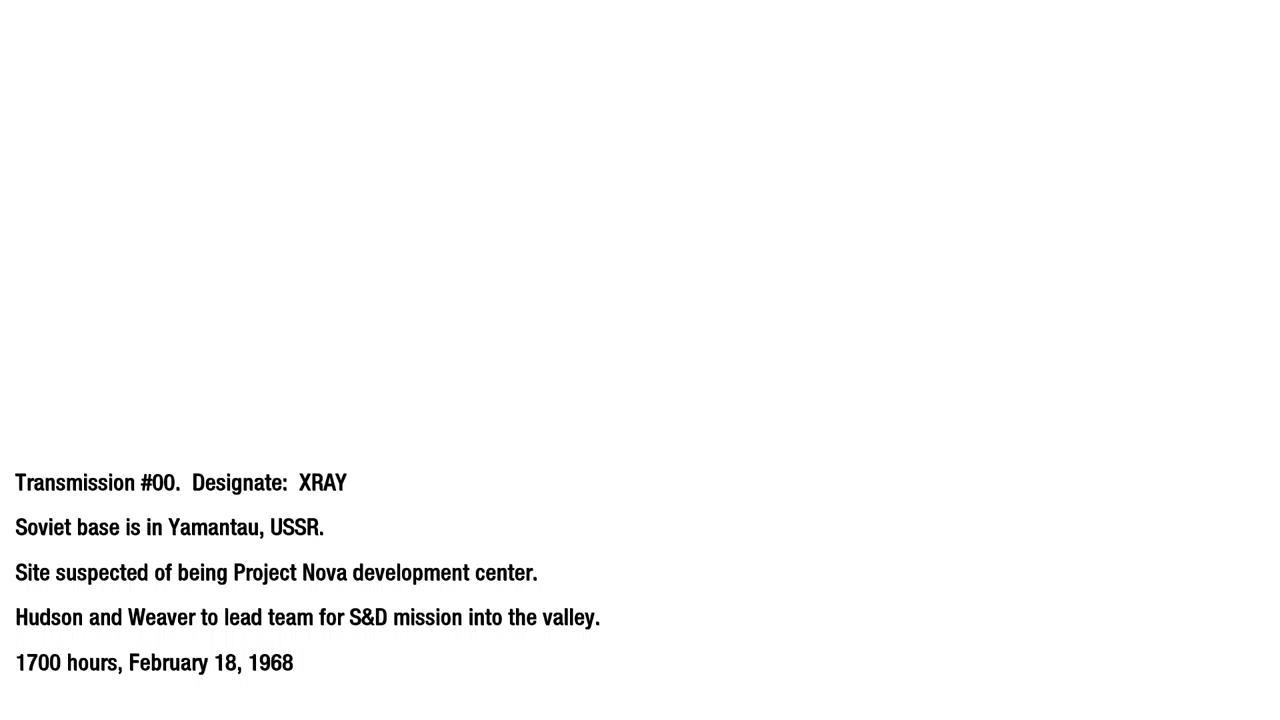 Transmission #00.  Designate:  XRAY
Soviet base is in Yamantau, USSR.
Site suspected of being Project Nova development center.
Hudson and Weaver to lead team for S&D mission into the valley.
1700 hours, February 18, 1968